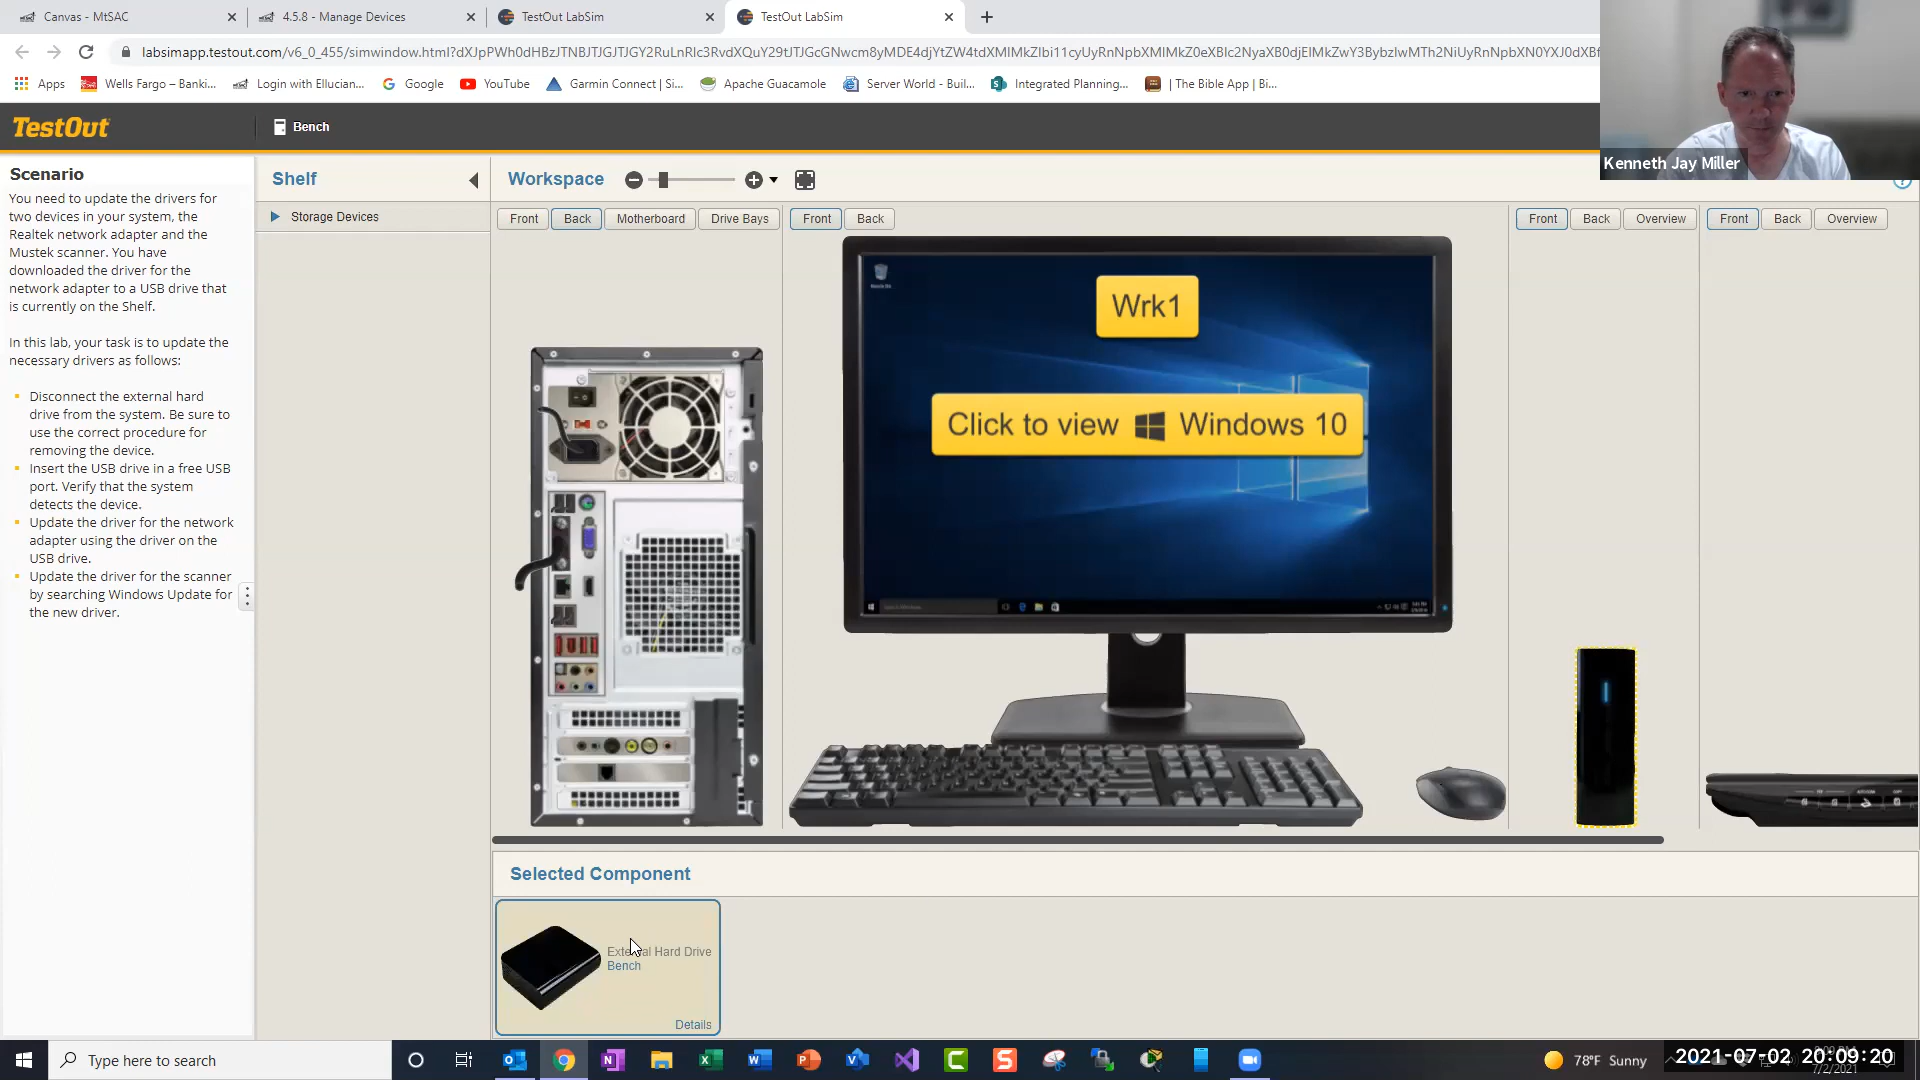 Canvas - MtSAC
4.5.8 - Manage Devices
TestOut LabSim
TestOut LabSim
labsimapp.testout.com/v6_0_455/simwindow.html?
Apps
Wells Fargo – Banki...
Login with Ellucian...
Google
YouTube
Garmin Connect | Si...
Apache Guacamole
Server World - Buil...
Integrated Planning...
| The Bible App | Bi...
TestOut
Bench
Kenneth Jay Miller
Scenario
You need to update the drivers for
two devices in your system, the
Realtek network adapter and the
Mustek scanner. You have
downloaded the driver for the
network adapter to a USB drive that
is currently on the Shelf.
In this lab, your task is to update the
necessary drivers as follows:
Disconnect the external hard
drive from the system. Be sure to
use the correct procedure for
removing the device.
Insert the USB drive in a free USB
port. Verify that the system
detects the device.
Update the driver for the network
adapter using the driver on the
USB drive.
Update the driver for the scanner
by searching Windows Update for
the new driver.
Shelf
Storage Devices
Workspace
Front Back Motherboard Drive Bays
Front Back
Front Back Overview
Front Back Overview
Wrk1
Click to view Windows 10
Selected Component
External Hard Drive
Bench
Details
Type here to search
78°F Sunny
2021-07-02 20:09:20
7/2/2021